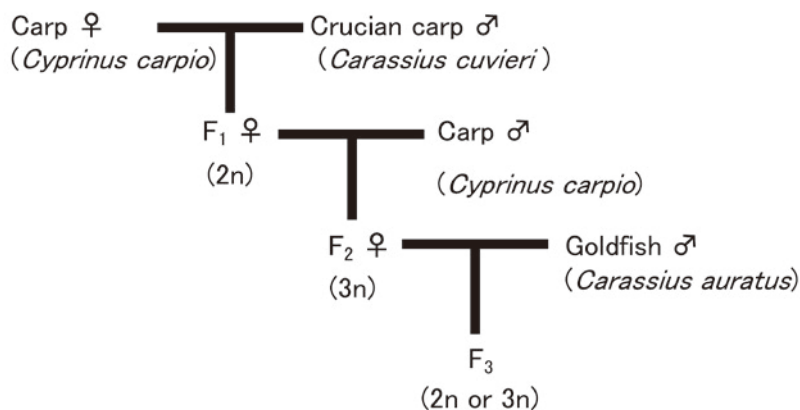 Carp ♀ Crucian carp ♂
(Cyprinus carpio) (Carassius cuvieri )
F₁ ♀ Carp ♂
(2n) (Cyprinus carpio)
F₂ ♀ Goldfish ♂
(3n) (Carassius auratus)
F₃
(2n or 3n)